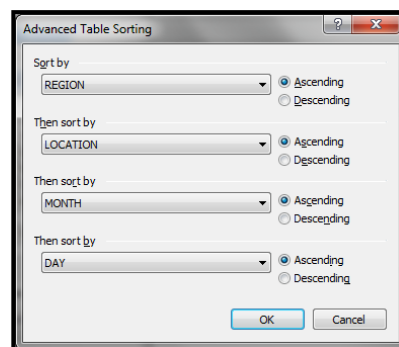 Advanced Table Sorting
Sort by
REGION
Ascending
Descending
Then sort by
LOCATION
Ascending
Descending
Then sort by
MONTH
Ascending
Descending
Then sort by
DAY
Ascending
Descending
OK Cancel